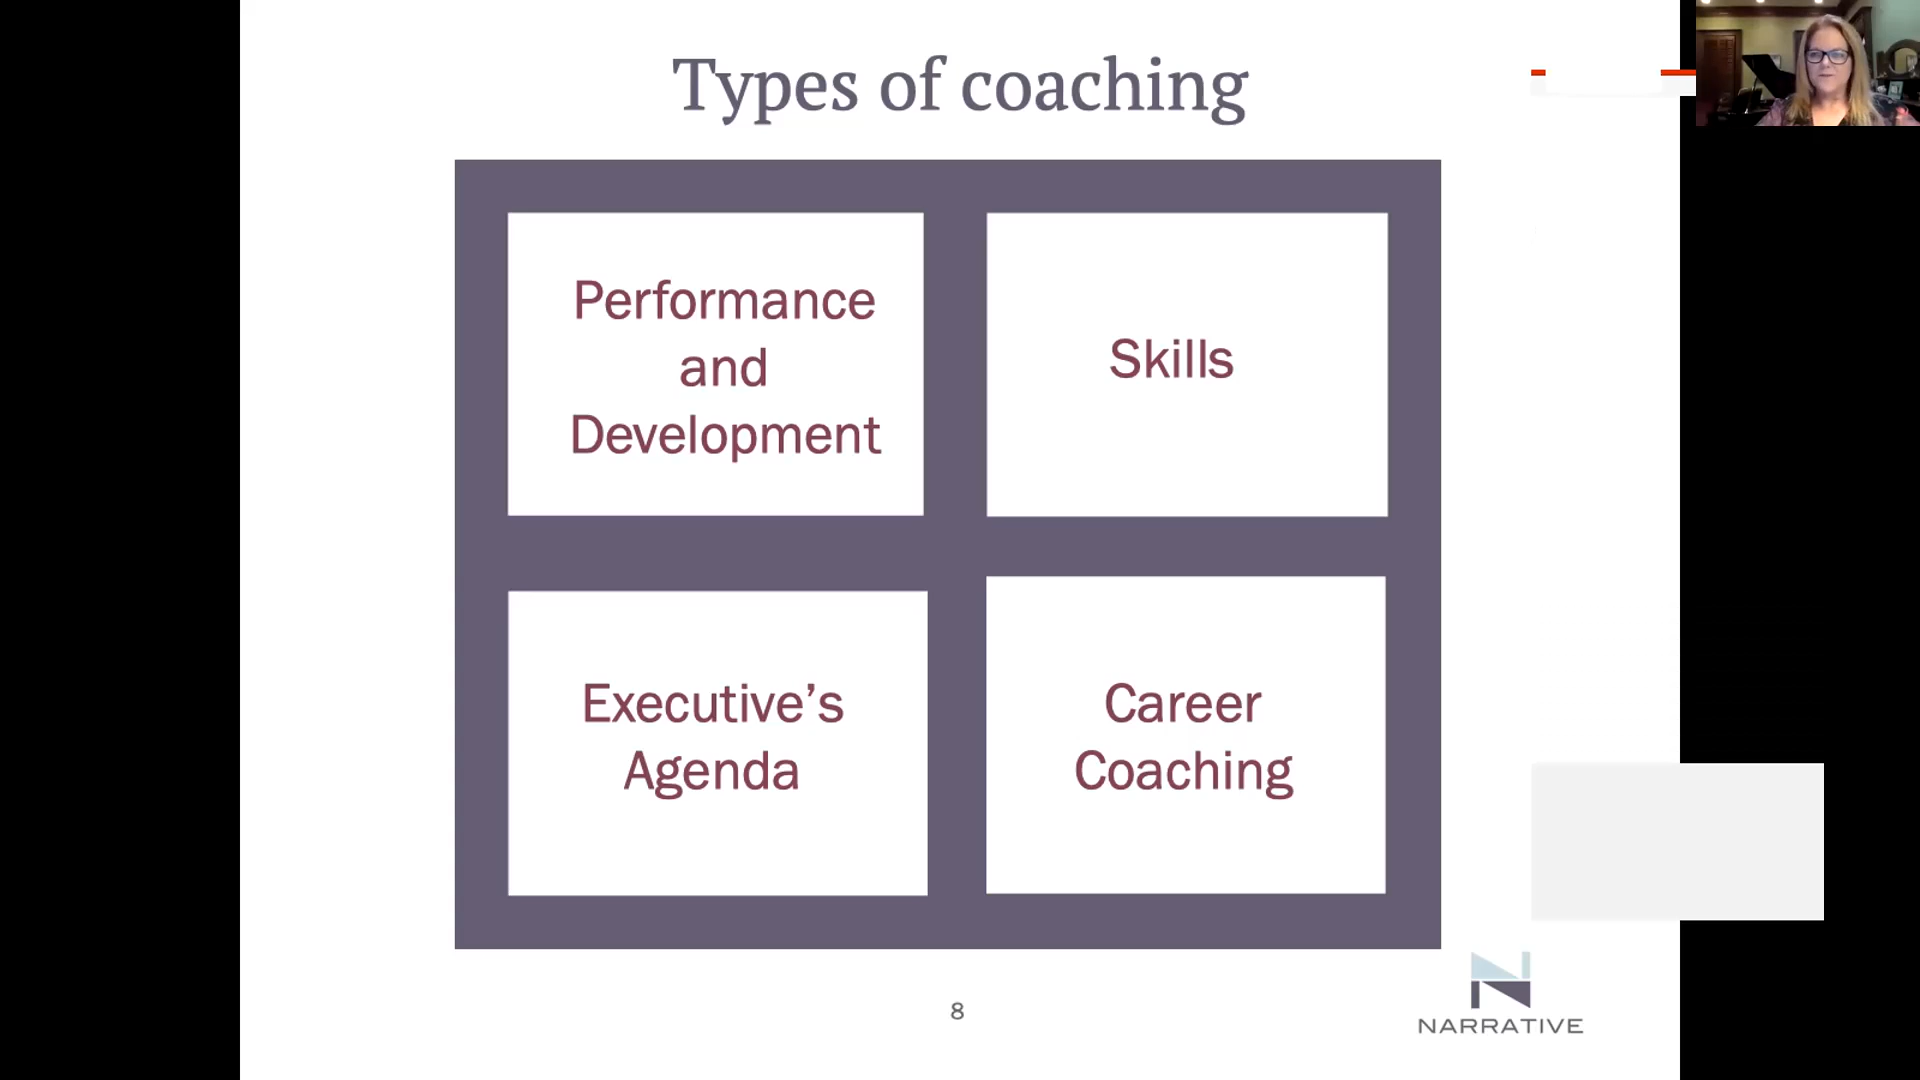 Types of coaching
Performance
and
Development
Skills
Executive’s
Agenda
Career
Coaching
8
NARRATIVE